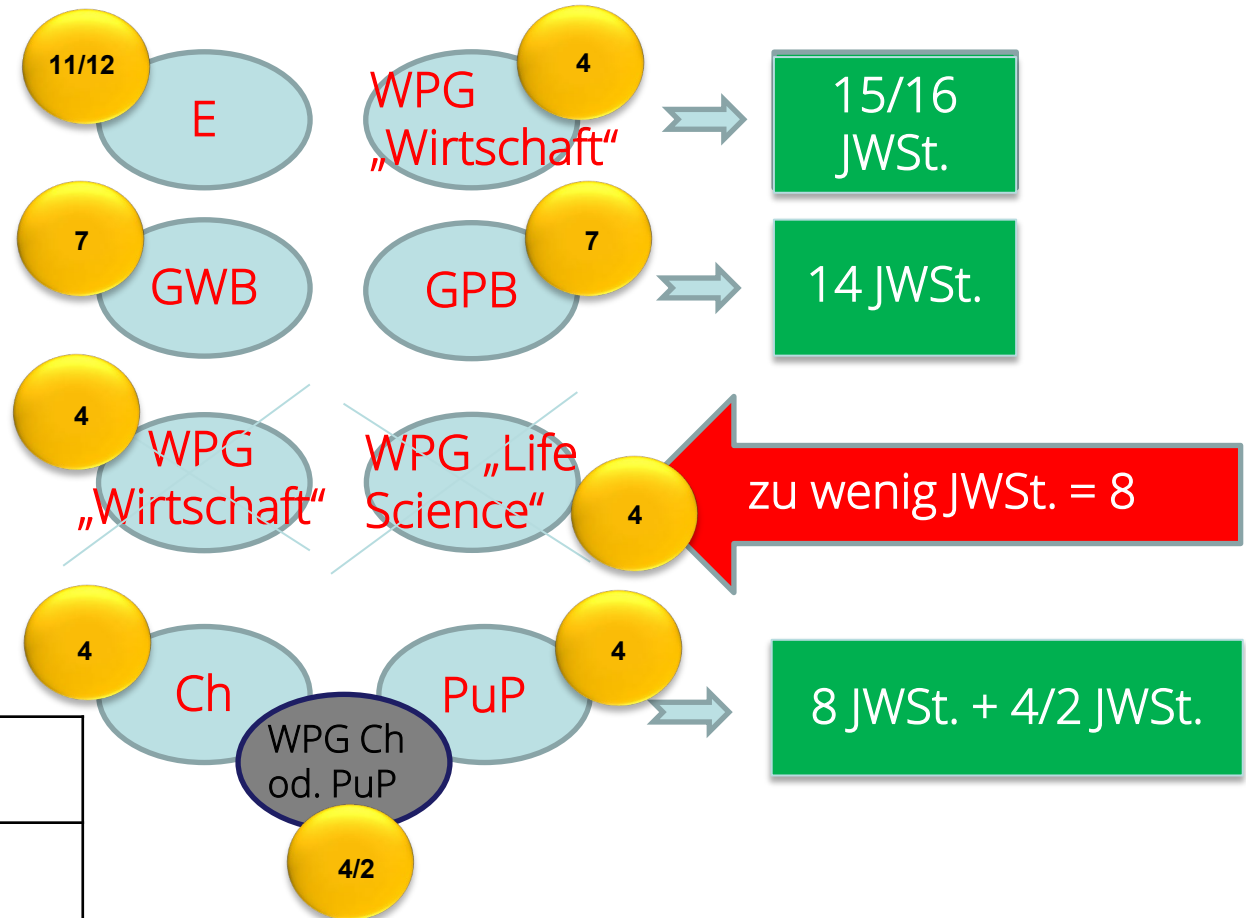 11/12
E
WPG
„Wirtschaft“
4
15/16
JWSt.
7
GWB
GPB
7
14 JWSt.
4
WPG
„Wirtschaft“
WPG „Life
Science“
4
zu wenig JWSt. = 8
4
Ch
PuP
4
WPG Ch
od. PuP
4/2
8 JWSt. + 4/2 JWSt.